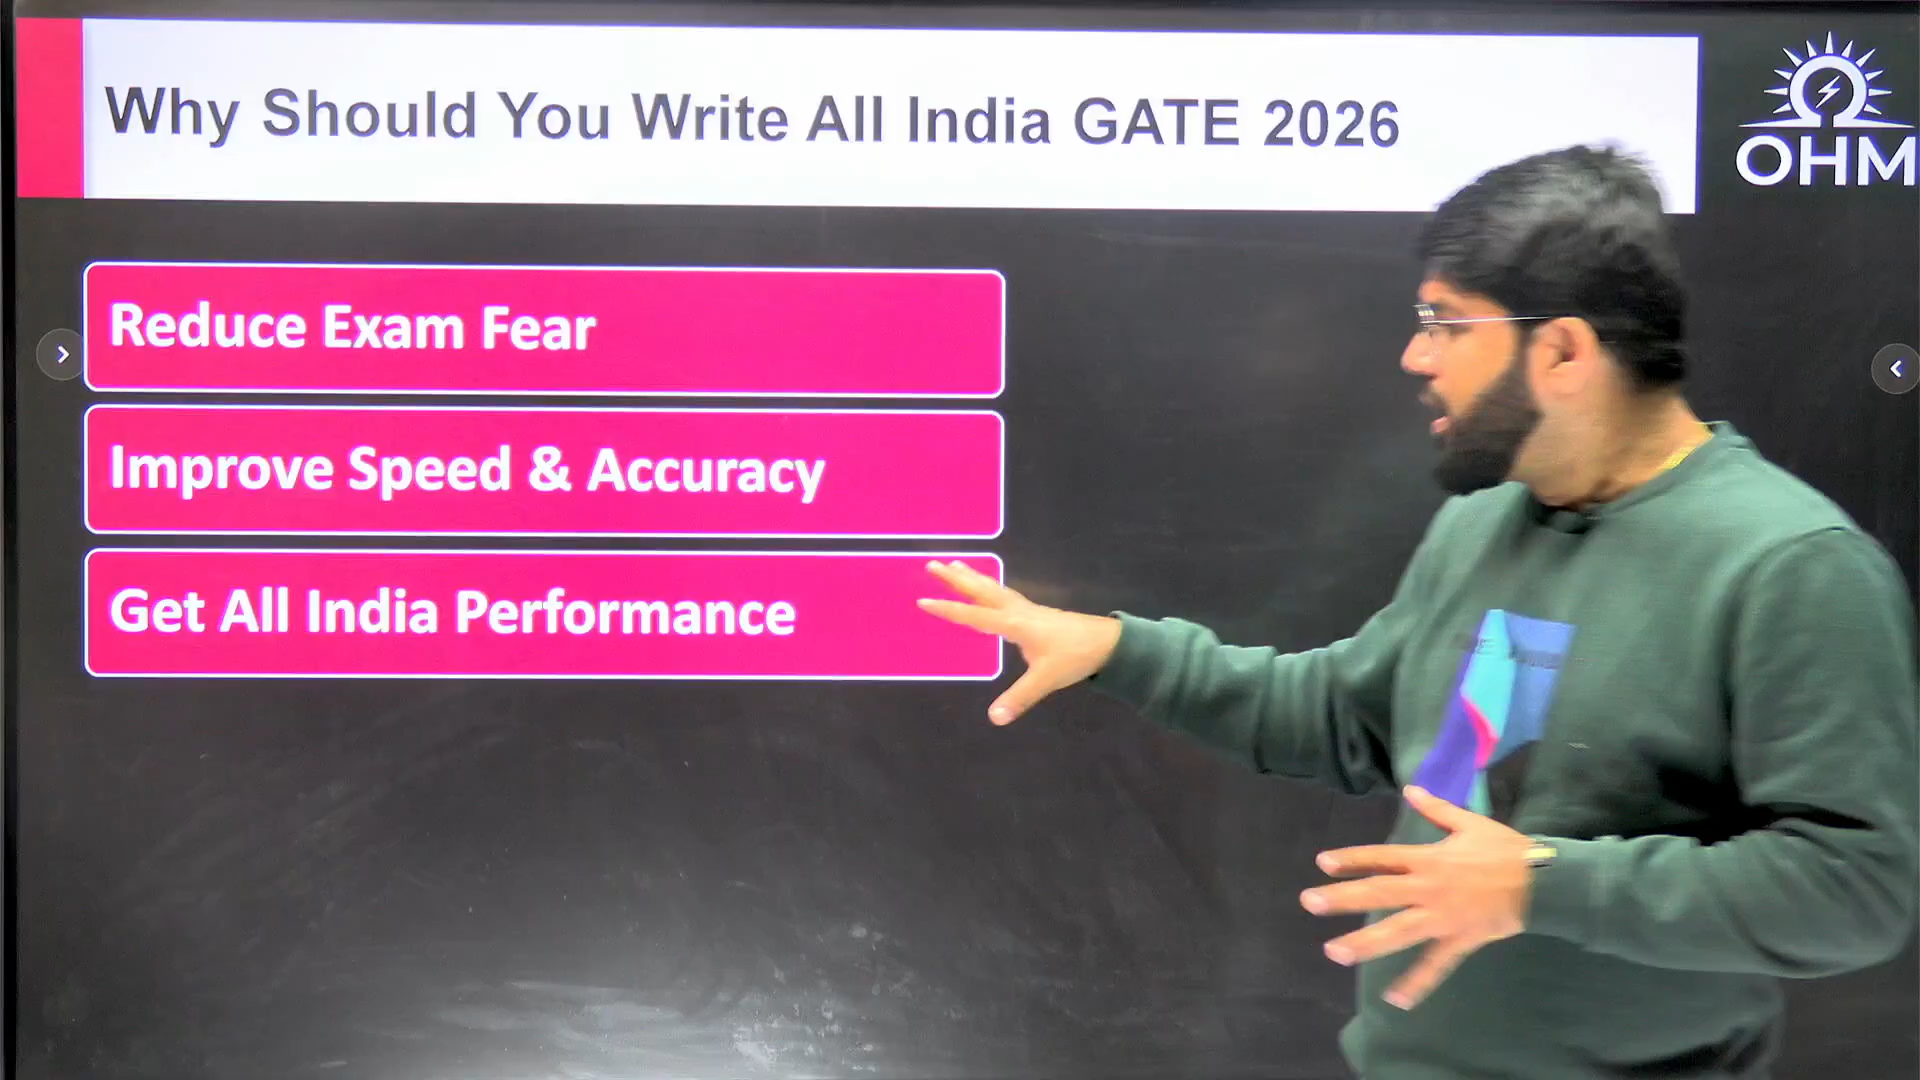 Why Should You Write All India GATE 2026
OHM
Reduce Exam Fear
Improve Speed & Accuracy
Get All India Performance